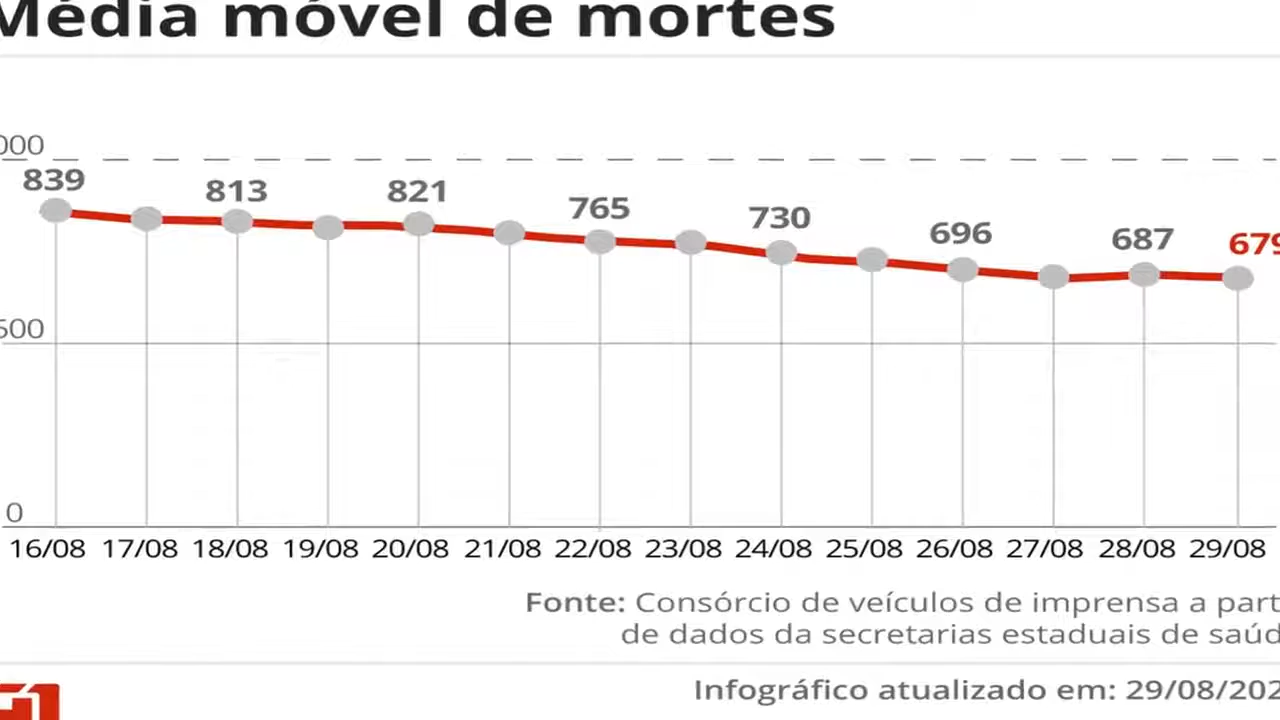 Média móvel de mortes
000
839 813 821 765 730 696 687 679
500
0
16/08 17/08 18/08 19/08 20/08 21/08 22/08 23/08 24/08 25/08 26/08 27/08 28/08 29/08
Fonte: Consórcio de veículos de imprensa a part
de dados da secretarias estaduais de saúd
Infográfico atualizado em: 29/08/202